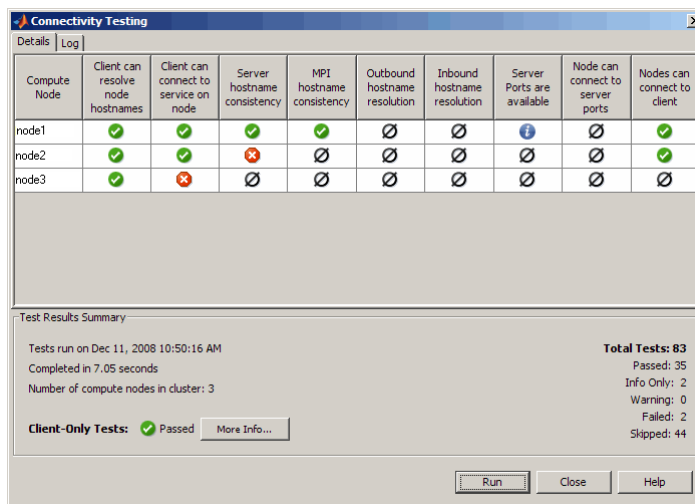 Connectivity Testing
Details
Log
Compute Node
Client can resolve node hostnames
Client can connect to service on node
Server hostname consistency
MPI hostname consistency
Outbound hostname resolution
Inbound hostname resolution
Server Ports are available
Node can connect to server ports
Nodes can connect to client
node1
node2
node3
Test Results Summary
Tests run on Dec 11, 2008 10:50:16 AM
Completed in 7.05 seconds
Number of compute nodes in cluster: 3
Client-Only Tests: Passed More Info...
Total Tests: 83
Passed: 35
Info Only: 2
Warning: 0
Failed: 2
Skipped: 44
Run Close Help